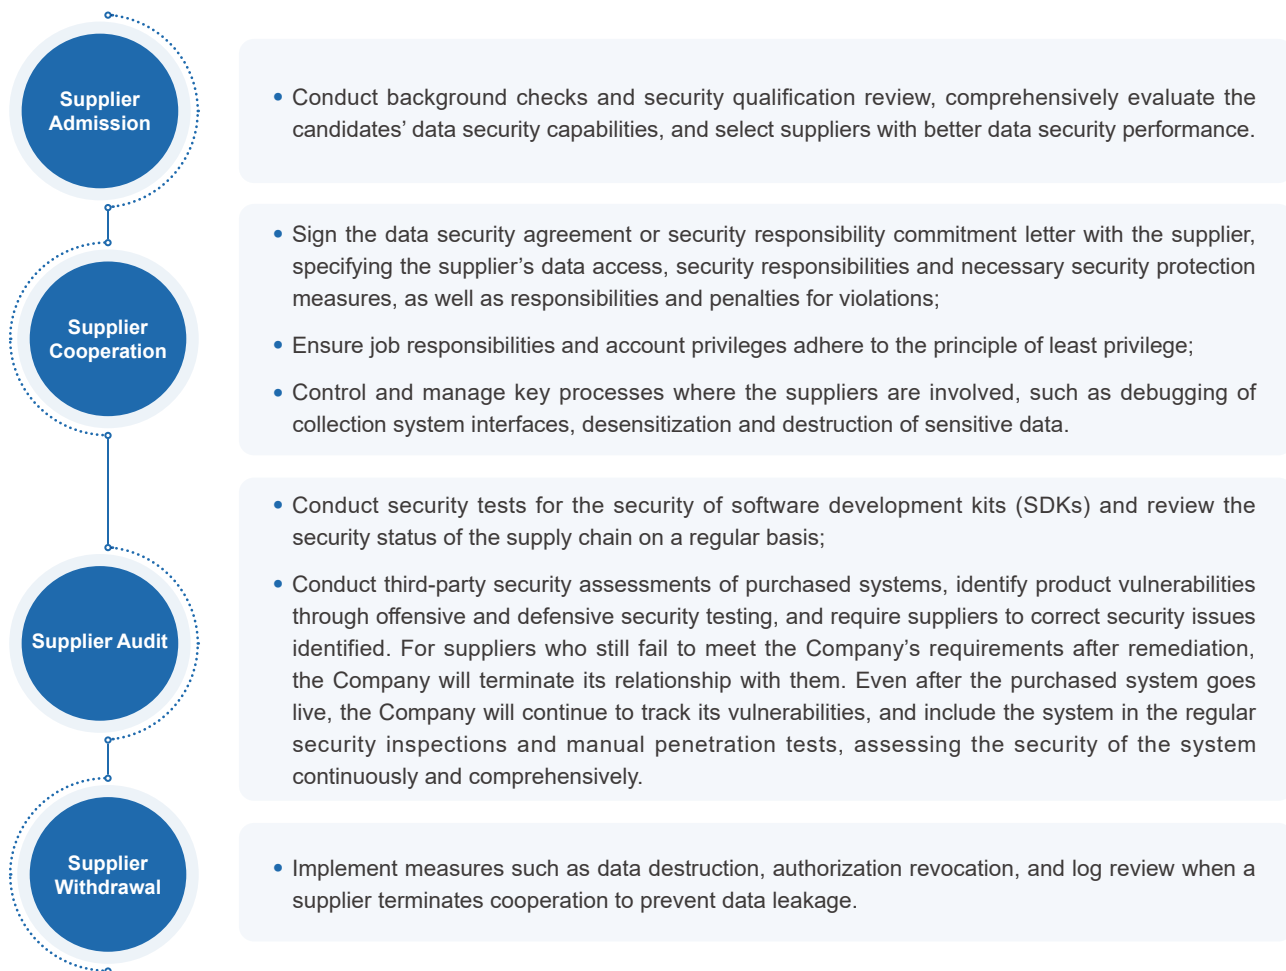 Supplier
Admission
• Conduct background checks and security qualification review, comprehensively evaluate the
candidates’ data security capabilities, and select suppliers with better data security performance.
Supplier
Cooperation
• Sign the data security agreement or security responsibility commitment letter with the supplier,
specifying the supplier’s data access, security responsibilities and necessary security protection
measures, as well as responsibilities and penalties for violations;
• Ensure job responsibilities and account privileges adhere to the principle of least privilege;
• Control and manage key processes where the suppliers are involved, such as debugging of
collection system interfaces, desensitization and destruction of sensitive data.
Supplier Audit
• Conduct security tests for the security of software development kits (SDKs) and review the
security status of the supply chain on a regular basis;
• Conduct third-party security assessments of purchased systems, identify product vulnerabilities
through offensive and defensive security testing, and require suppliers to correct security issues
identified. For suppliers who still fail to meet the Company’s requirements after remediation,
the Company will terminate its relationship with them. Even after the purchased system goes
live, the Company will continue to track its vulnerabilities, and include the system in the regular
security inspections and manual penetration tests, assessing the security of the system
continuously and comprehensively.
Supplier
Withdrawal
• Implement measures such as data destruction, authorization revocation, and log review when a
supplier terminates cooperation to prevent data leakage.